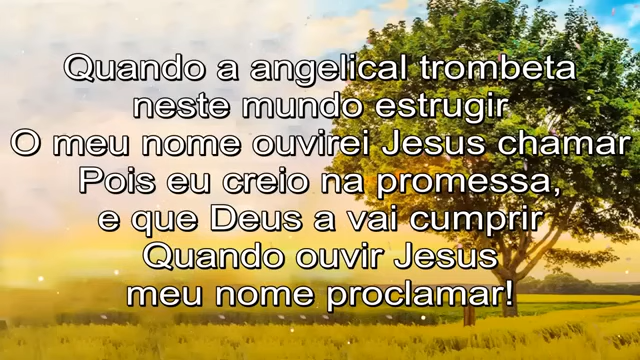 Quando a angelical trombeta
neste mundo estrugir
O meu nome ouvirei Jesus chamar
Pois eu creio na promessa,
e que Deus a vai cumprir
Quando ouvir Jesus
meu nome proclamar!